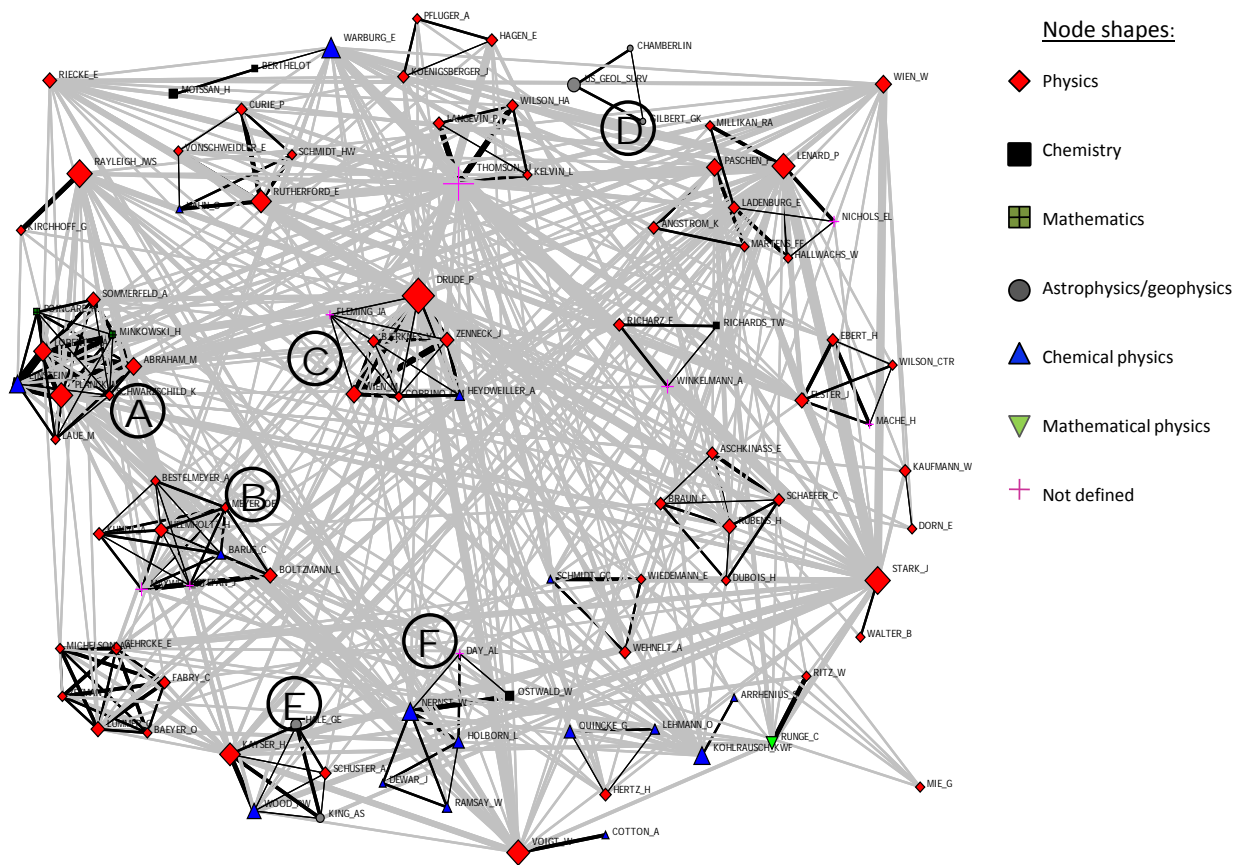 PFLUGER_A
Node shapes:
WARBURG_E
HAGEN_E
CHAMBERLIN
BERTHELOT
KOENIGSBERGER_J
US_GEOL_SURV
RIECKE_E
WIEN_W
Physics
MOISSAN_H
CURIE_P
LANGEVIN_P
WILSON_HA
GILBERT_GK
D
MILLIKAN_RA
VONSCHWEIDLER_E
SCHMIDT_HW
Chemistry
RAYLEIGH_JWS
THOMSON_JJ
KELVIN_L
LENARD_P
RUTHERFORD_E
LADENBURG_E
NICHOLS_EL
Mathematics
KIRCHHOFF_G
ANGSTROM_K
MARTENS_FF
HALLWACHS_W
DRUDE_P
Astrophysics/geophysics
SOMMERFELD_A
FLEMING_JA
RICHARZ_F
RICHARDS_TW
MINKOWSKI_H
ZENNECK_J
EBERT_H
C
ABRAHAM_M
WILSON_CTR
Chemical physics
SCHWARZSCHILD_K
HEYDWEILLER_A
WINKELMANN_A
ELSTER_J
A
MACHE_H
LAUE_M
Mathematical physics
ASCHKINASS_E
KAUFMANN_W
BESTELMEYER_A
B
BRAUN_F
SCHAEFER_C
Not defined
HELMHOLTZ_H
RUBENS_H
DORN_E
BARUS_C
BOLTZMANN_L
SCHMIDT_GC
WIEDEMANN_E
DUBOIS_H
STARK_J
GEHRCKE_E
F
DAY_AL
WEHNELT_A
WALTER_B
FABRY_C
RITZ_W
E
NERNST_W
OSTWALD_W
BAEYER_O
HALE_GE
QUINCKE_G
LEHMANN_O
RUNGE_C
KAYSER_H
HOLBORN_L
KOHLRAUSCH_KWF
SCHUSTER_A
DEWAR_J
MIE_G
WOOD_RW
KING_AS
RAMSAY_W
HERTZ_H
VOIGT_W
COTTON_A